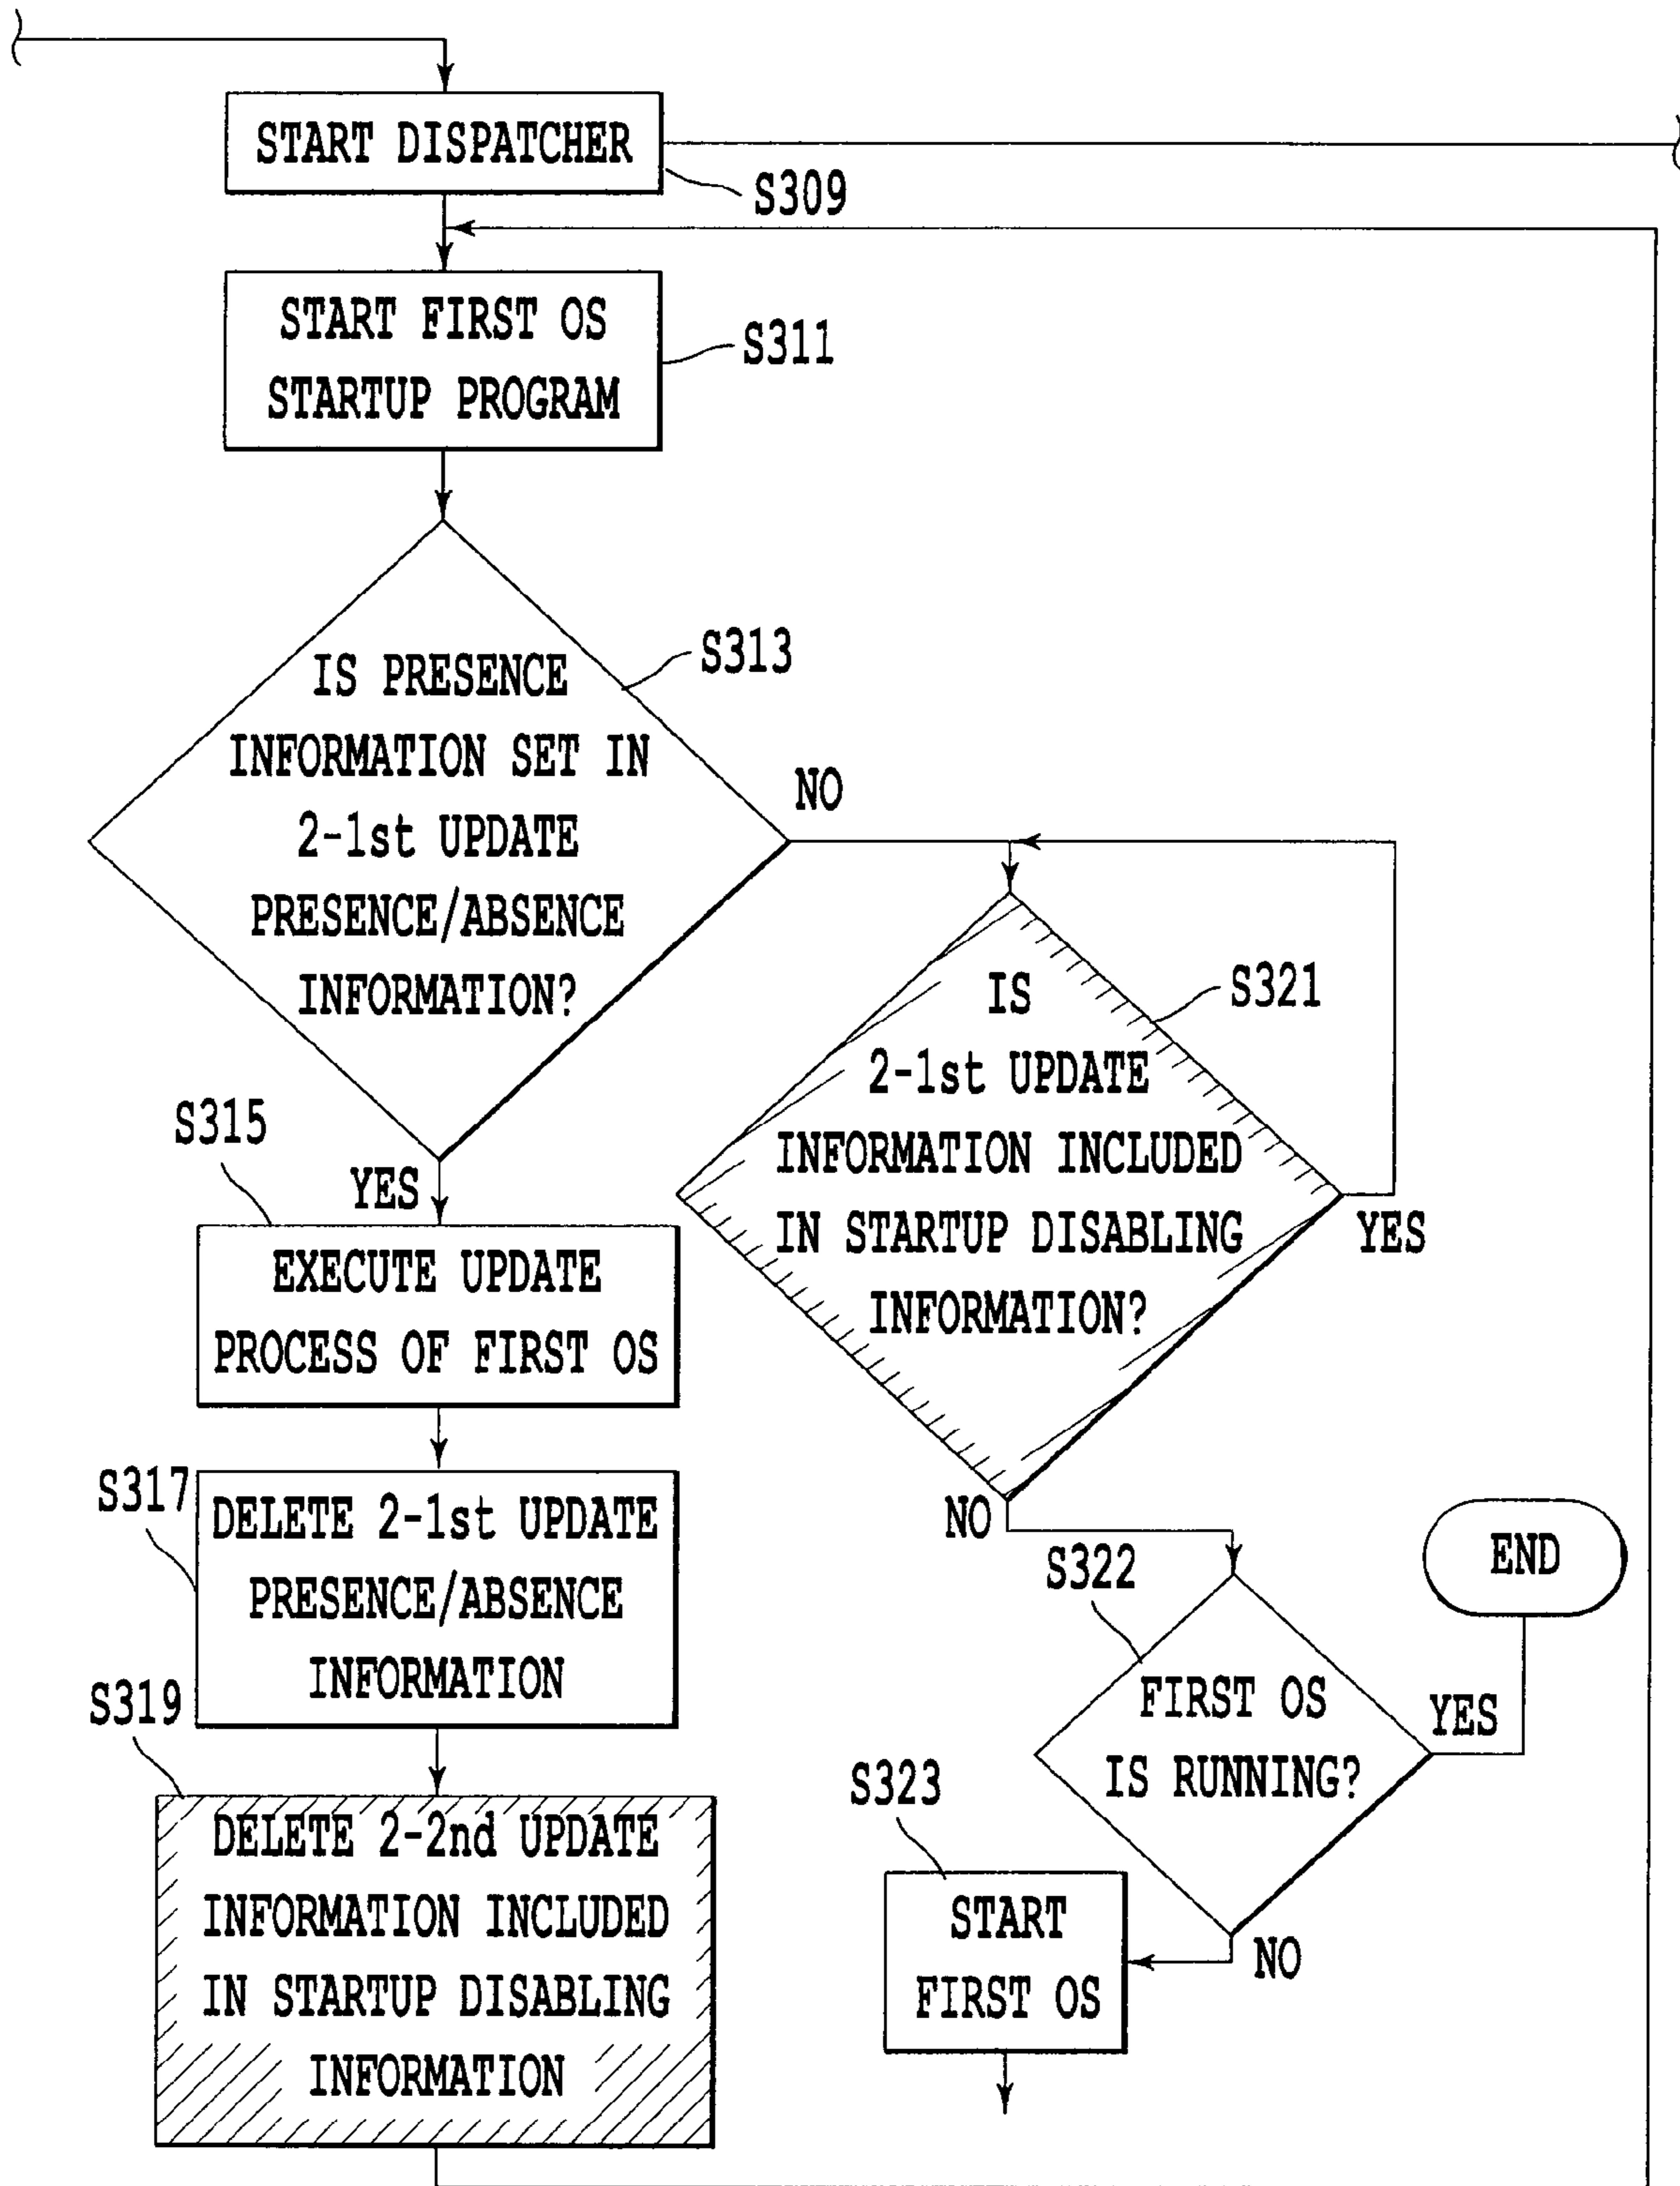 START DISPATCHER
S309
START FIRST OS
STARTUP PROGRAM
S311
IS PRESENCE
INFORMATION SET IN
2-1st UPDATE
PRESENCE/ABSENCE
INFORMATION?
S313
NO
YES
S315
EXECUTE UPDATE
PROCESS OF FIRST OS
S317
DELETE 2-1st UPDATE
PRESENCE/ABSENCE
INFORMATION
S319
DELETE 2-2nd UPDATE
INFORMATION INCLUDED
IN STARTUP DISABLING
INFORMATION
IS
2-1st UPDATE
INFORMATION INCLUDED
IN STARTUP DISABLING
INFORMATION?
S321
YES
NO
S322
FIRST OS
IS RUNNING?
YES
END
NO
S323
START
FIRST OS